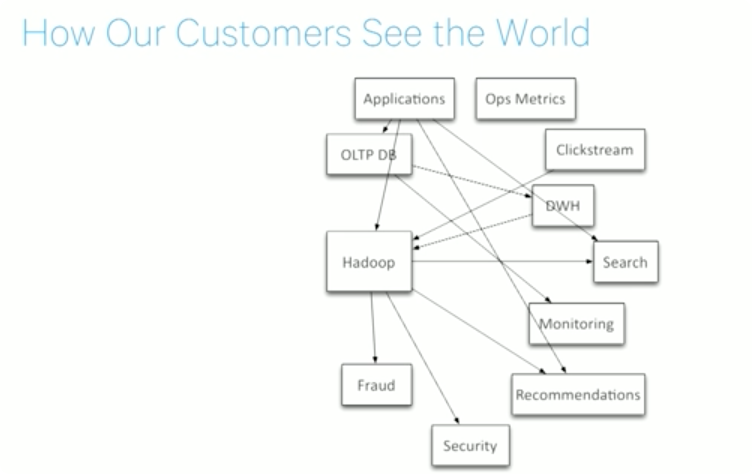 How Our Customers See the World
Applications
Ops Metrics
OLTP DB
Clickstream
DWH
Hadoop
Search
Monitoring
Fraud
Recommendations
Security